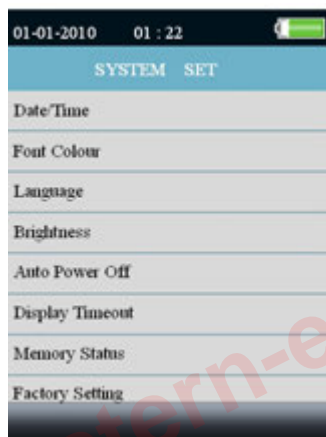 01-01-2010 01 : 22
SYSTEM SET
Date/Time
Font Colour
Language
Brightness
Auto Power Off
Display Timeout
Memory Status
Factory Setting